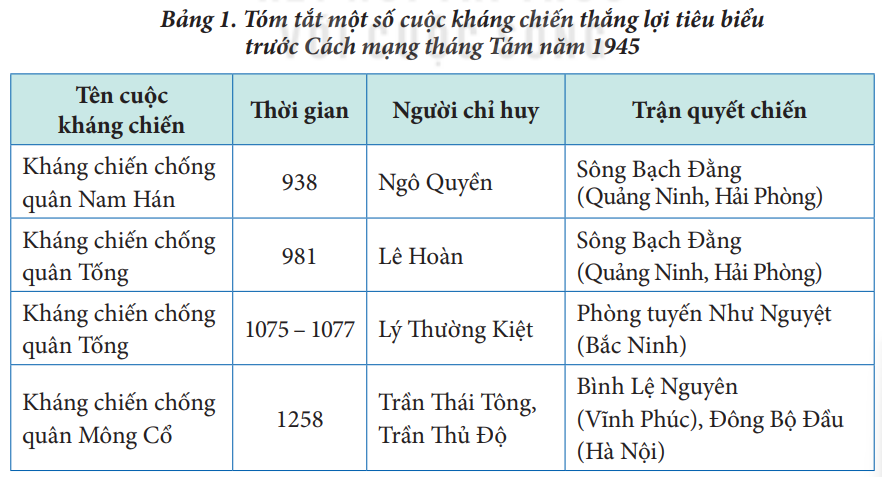 Bảng 1. Tóm tắt một số cuộc kháng chiến thắng lợi tiêu biểu
trước Cách mạng tháng Tám năm 1945
Tên cuộc
kháng chiến
Thời gian
Người chỉ huy
Trận quyết chiến
Kháng chiến chống
quân Nam Hán
938
Ngô Quyền
Sông Bạch Đằng
(Quảng Ninh, Hải Phòng)
Kháng chiến chống
quân Tống
981
Lê Hoàn
Sông Bạch Đằng
(Quảng Ninh, Hải Phòng)
Kháng chiến chống
quân Tống
1075 – 1077
Lý Thường Kiệt
Phòng tuyến Như Nguyệt
(Bắc Ninh)
Kháng chiến chống
quân Mông Cổ
1258
Trần Thái Tông,
Trần Thủ Độ
Bình Lệ Nguyên
(Vĩnh Phúc), Đông Bộ Đầu
(Hà Nội)